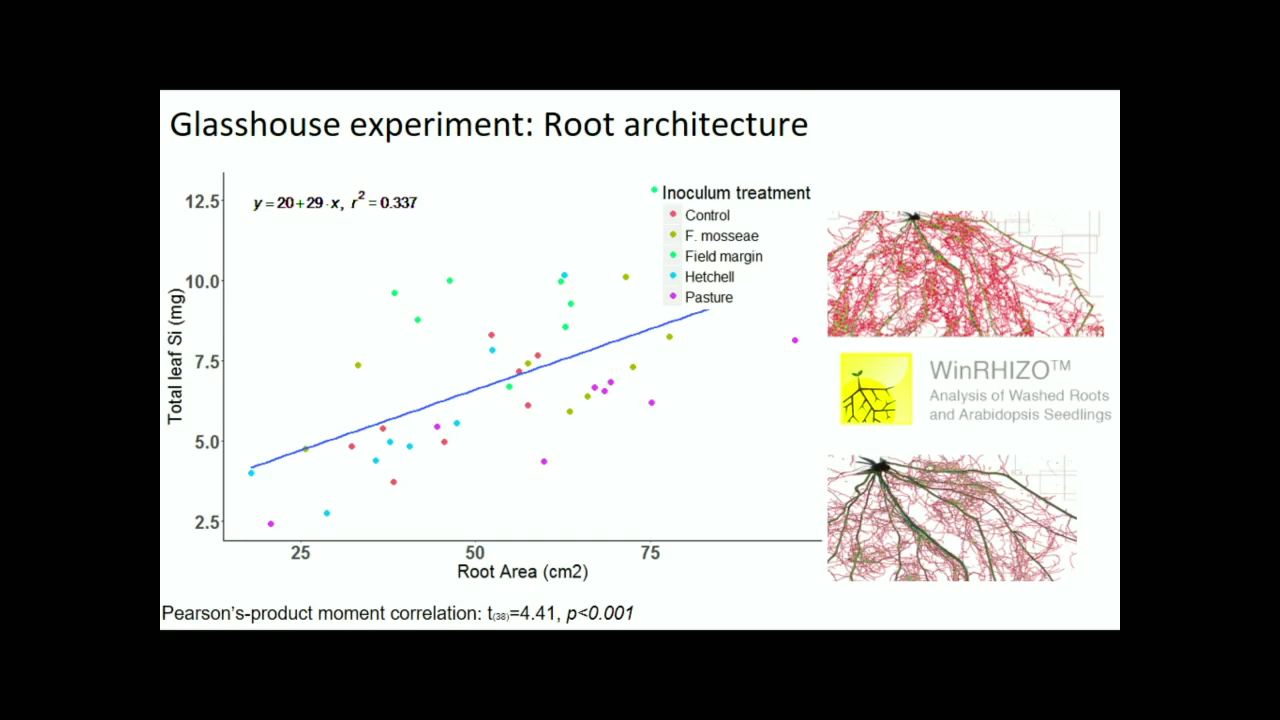 Glasshouse experiment: Root architecture
y = 20+29·x, r² = 0.337
12.5
10.0
7.5
5.0
2.5
Total leaf Si (mg)
25
50
75
Root Area (cm2)
Inoculum treatment
Control
F. mosseae
Field margin
Hetchell
Pasture
WinRHIZO™
Analysis of Washed Roots
and Arabidopsis Seedlings
Pearson's-product moment correlation: t(38)=4.41, p<0.001